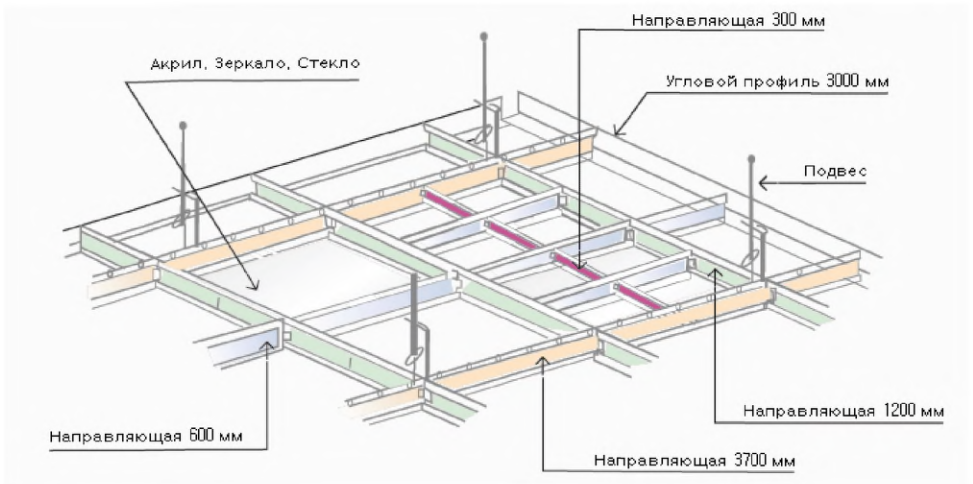 Направляющая 300 мм
Акрил, Зеркало, Стекло
Угловой профиль 3000 мм
Подвес
Направляющая 1200 мм
Направляющая 600 мм
Направляющая 3700 мм